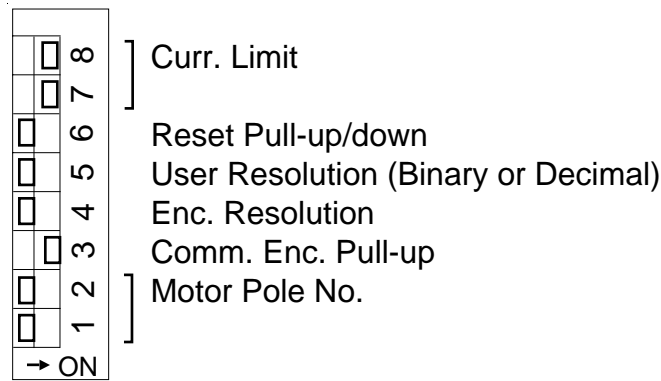 8 Curr. Limit
7
6 Reset Pull-up/down
5 User Resolution (Binary or Decimal)
4 Enc. Resolution
3 Comm. Enc. Pull-up
2 Motor Pole No.
1
→ ON